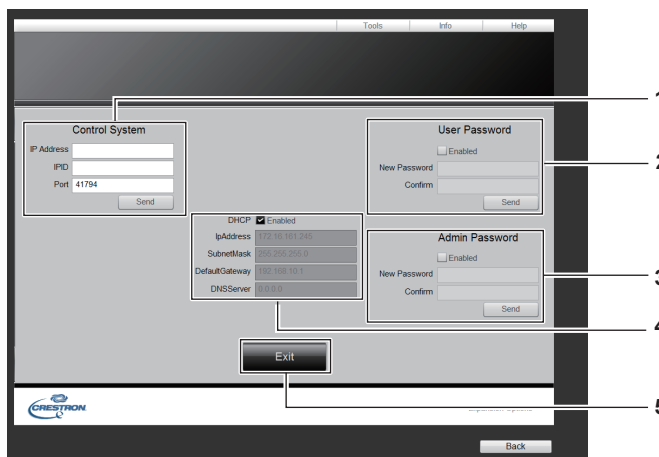 Tools Info Help
1
Control System
IP Address
IPID
Port 41794
Send
User Password
Enabled
New Password
Confirm
Send
2
DHCP Enabled
IpAddress 172.16.161.245
SubnetMask 255.255.255.0
DefaultGateway 192.168.10.1
DNSServer 0.0.0.0
Admin Password
Enabled
New Password
Confirm
Send
3
4
Exit
CRESTRON
Expansion Options
5
Back